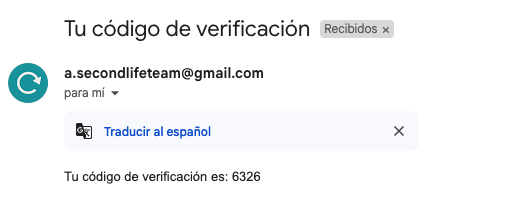 Tu código de verificación Recibidos ×
a.secondlifeteam@gmail.com
para mí
Traducir al español
Tu código de verificación es: 6326